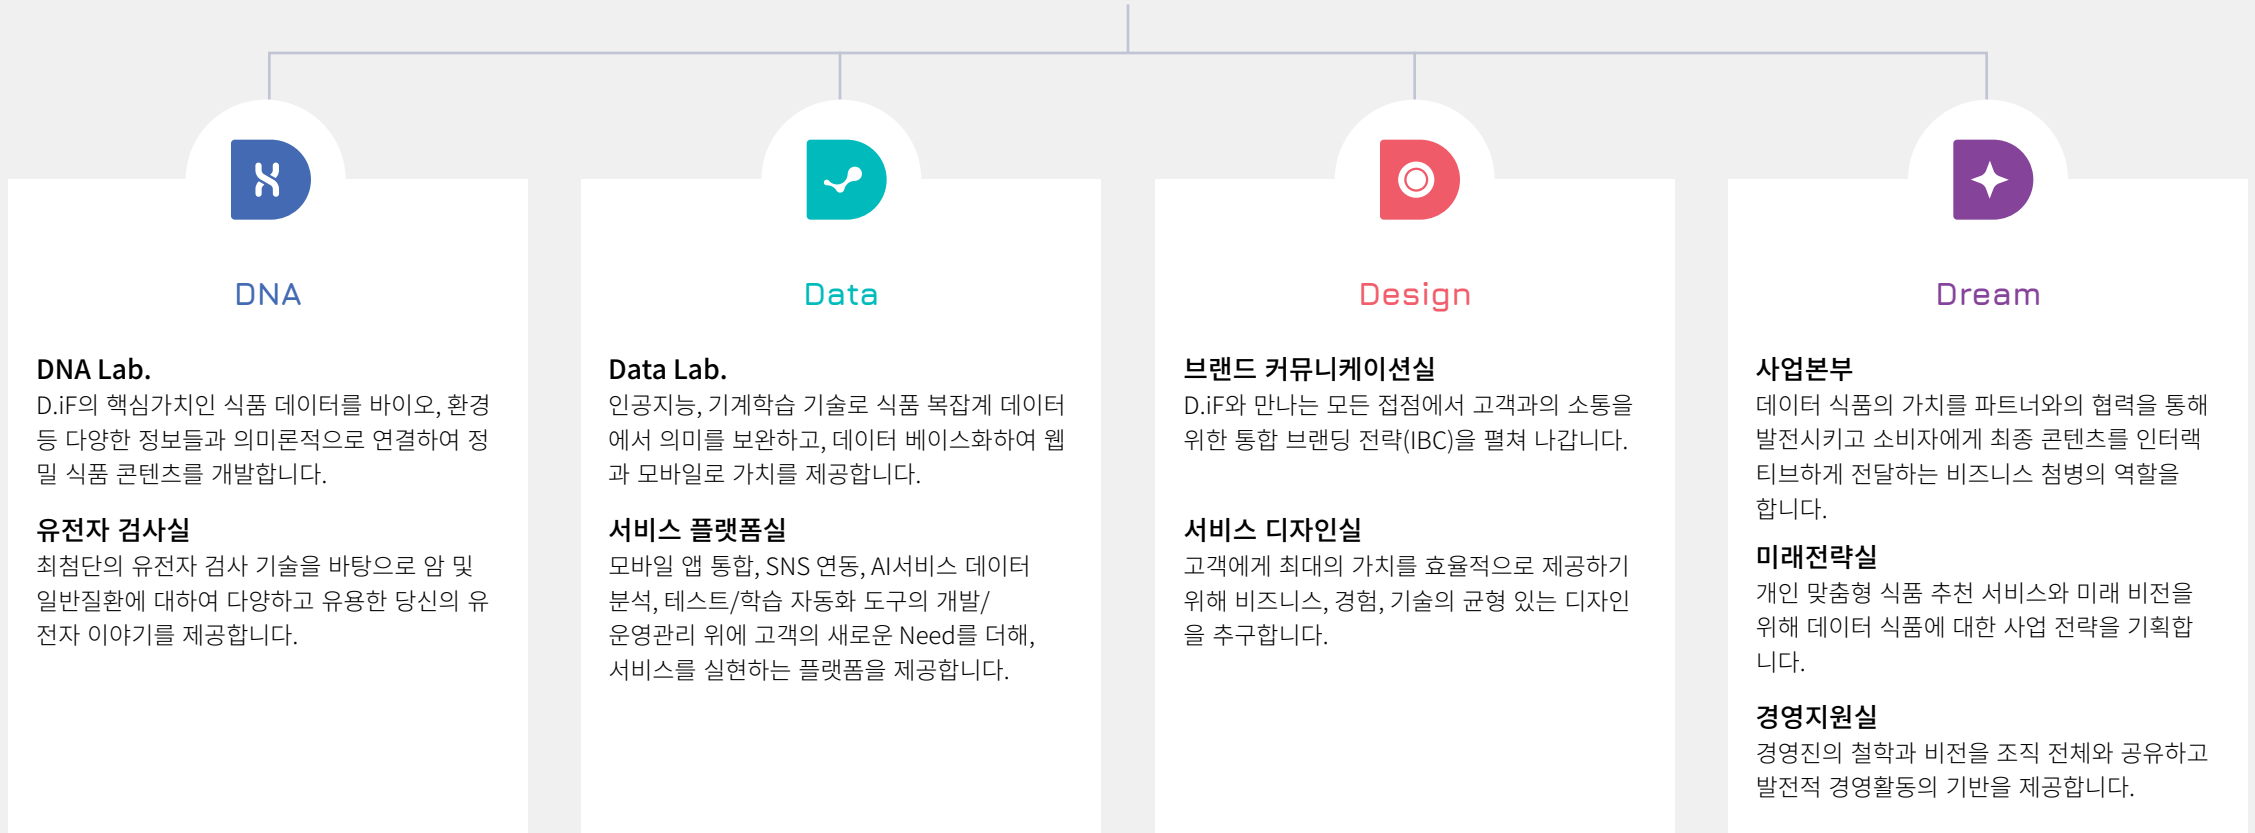 DNA
DNA Lab.
D.iF의 핵심가치인 식품 데이터를 바이오, 환경
등 다양한 정보들과 의미론적으로 연결하여 정
밀 식품 콘텐츠를 개발합니다.
유전자 검사실
최첨단의 유전자 검사 기술을 바탕으로 암 및
일반질환에 대하여 다양하고 유용한 당신의 유
전자 이야기를 제공합니다.
Data
Data Lab.
인공지능, 기계학습 기술로 식품 복잡계 데이터
에서 의미를 보완하고, 데이터 베이스화하여 웹
과 모바일로 가치를 제공합니다.
서비스 플랫폼실
모바일 앱 통합, SNS 연동, AI서비스 데이터
분석, 테스트/학습 자동화 도구의 개발/
운영관리 위에 고객의 새로운 Need를 더해,
서비스를 실현하는 플랫폼을 제공합니다.
Design
브랜드 커뮤니케이션실
D.iF와 만나는 모든 접점에서 고객과의 소통을
위한 통합 브랜딩 전략(IBC)을 펼쳐 나갑니다.
서비스 디자인실
고객에게 최대의 가치를 효율적으로 제공하기
위해 비즈니스, 경험, 기술의 균형 있는 디자인
을 추구합니다.
Dream
사업본부
데이터 식품의 가치를 파트너와의 협력을 통해
발전시키고 소비자에게 최종 콘텐츠를 인터랙
티브하게 전달하는 비즈니스 첨병의 역할을
합니다.
미래전략실
개인 맞춤형 식품 추천 서비스와 미래 비전을
위해 데이터 식품에 대한 사업 전략을 기획합
니다.
경영지원실
경영진의 철학과 비전을 조직 전체와 공유하고
발전적 경영활동의 기반을 제공합니다.